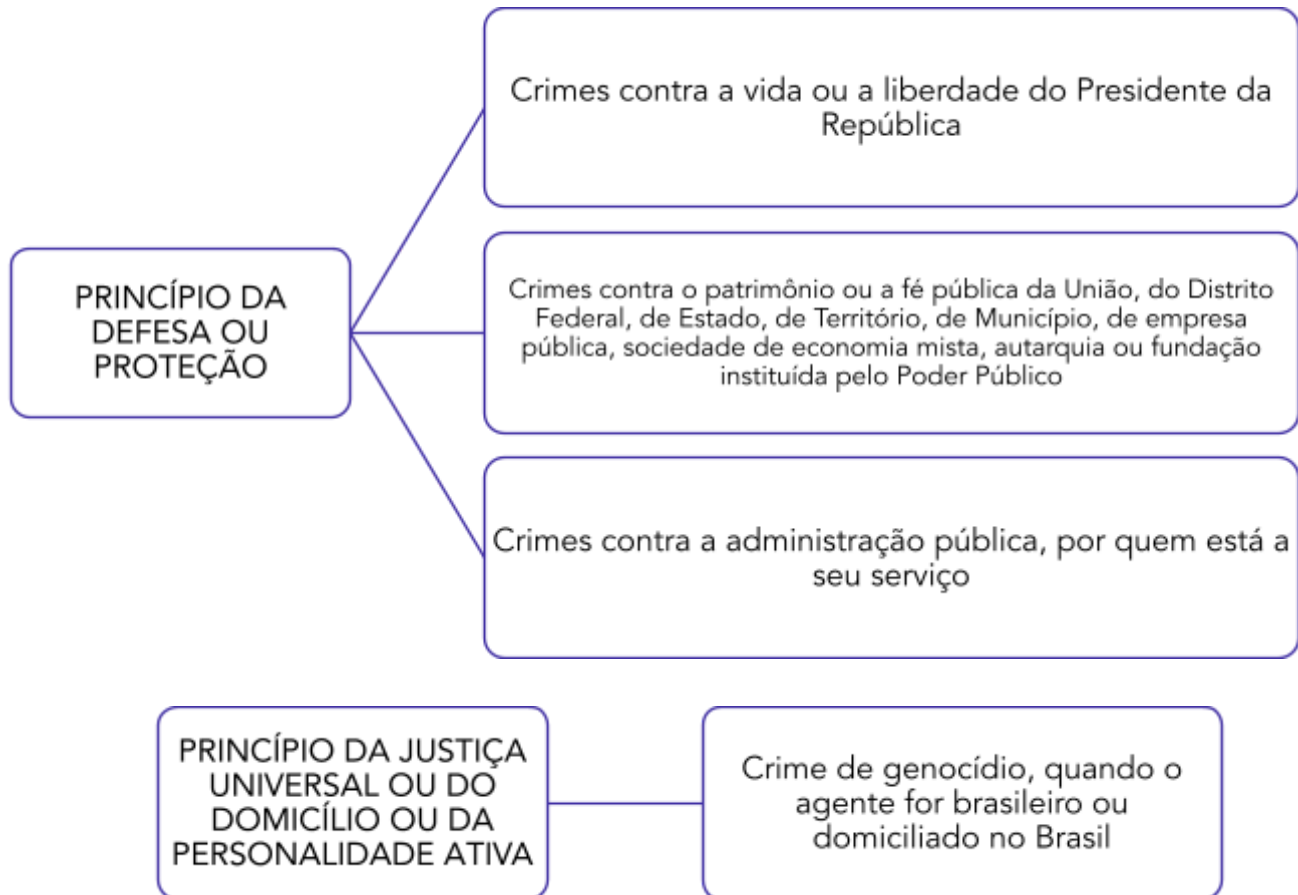 Crimes contra a vida ou a liberdade do Presidente da
República
PRINCÍPIO DA
DEFESA OU
PROTEÇÃO
Crimes contra o patrimônio ou a fé pública da União, do Distrito
Federal, de Estado, de Território, de Município, de empresa
pública, sociedade de economia mista, autarquia ou fundação
instituída pelo Poder Público
Crimes contra a administração pública, por quem está a
seu serviço
PRINCÍPIO DA JUSTIÇA
UNIVERSAL OU DO
DOMICÍLIO OU DA
PERSONALIDADE ATIVA
Crime de genocídio, quando o
agente for brasileiro ou
domiciliado no Brasil